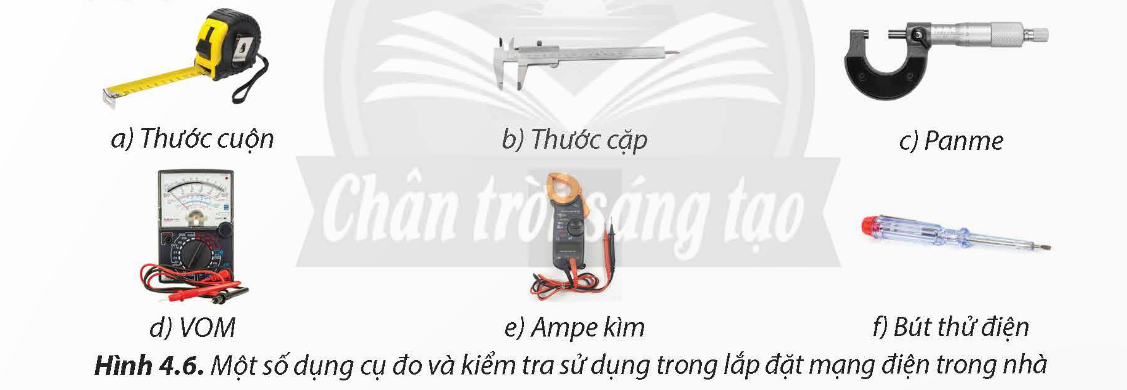 a) Thước cuộn
b) Thước cặp
c) Panme
Chân trời sáng tạo
d) VOM
e) Ampe kìm
f) Bút thử điện
Hình 4.6. Một số dụng cụ đo và kiểm tra sử dụng trong lắp đặt mạng điện trong nhà